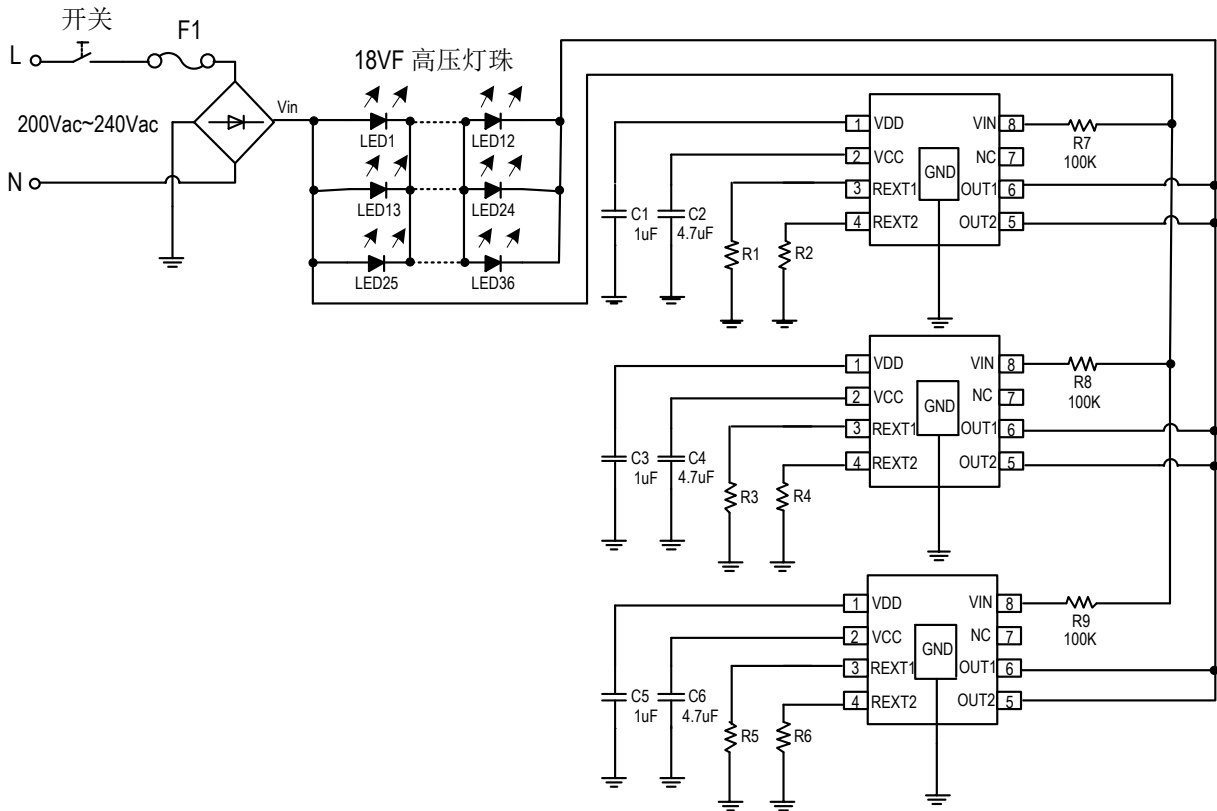 开关
F1
L
18VF 高压灯珠
Vin
200Vac~240Vac
LED1
LED12
N
LED13
LED24
LED25
LED36
1 VDD
VIN 8
R7
100K
2 VCC
NC 7
GND
3 REXT1
OUT1 6
4 REXT2
OUT2 5
C1
1uF
C2
4.7uF
R1
R2
1 VDD
VIN 8
R8
100K
2 VCC
NC 7
GND
3 REXT1
OUT1 6
4 REXT2
OUT2 5
C3
1uF
C4
4.7uF
R3
R4
1 VDD
VIN 8
R9
100K
2 VCC
NC 7
GND
3 REXT1
OUT1 6
4 REXT2
OUT2 5
C5
1uF
C6
4.7uF
R5
R6